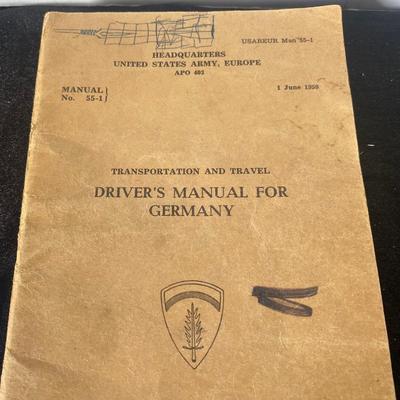 USAREUR Man 55-1
HEADQUARTERS
UNITED STATES ARMY, EUROPE
APO 403
MANUAL
No. 55-1
1 June 1958
TRANSPORTATION AND TRAVEL
DRIVER'S MANUAL FOR
GERMANY